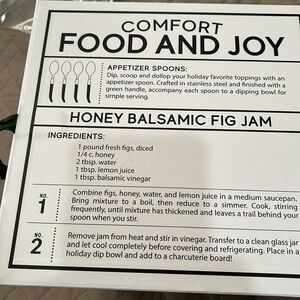 COMFORT
FOOD AND JOY
APPETIZER SPOONS:
Dip, scoop and dollop your holiday favorite toppings with an
appetizer spoon. Crafted in stainless steel and finished with a
green handle, accompany each spoon to a dipping bowl for
simple serving.
HONEY BALSAMIC FIG JAM
INGREDIENTS:
1 pound fresh figs, diced
1/4 c. honey
2 tbsp. water
1 tbsp. lemon juice
1 tbsp. balsamic vinegar
NO.
1
Combine figs, honey, water, and lemon juice in a medium saucepan.
Bring mixture to a boil, then reduce to a simmer. Cook, stirring
frequently, until mixture has thickened and leaves a trail behind your
spoon when you stir.
NO.
2
Remove jam from heat and stir in vinegar. Transfer to a clean glass jar
and let cool completely before covering and refrigerating. Place in a
holiday dip bowl and add to a charcuterie board!